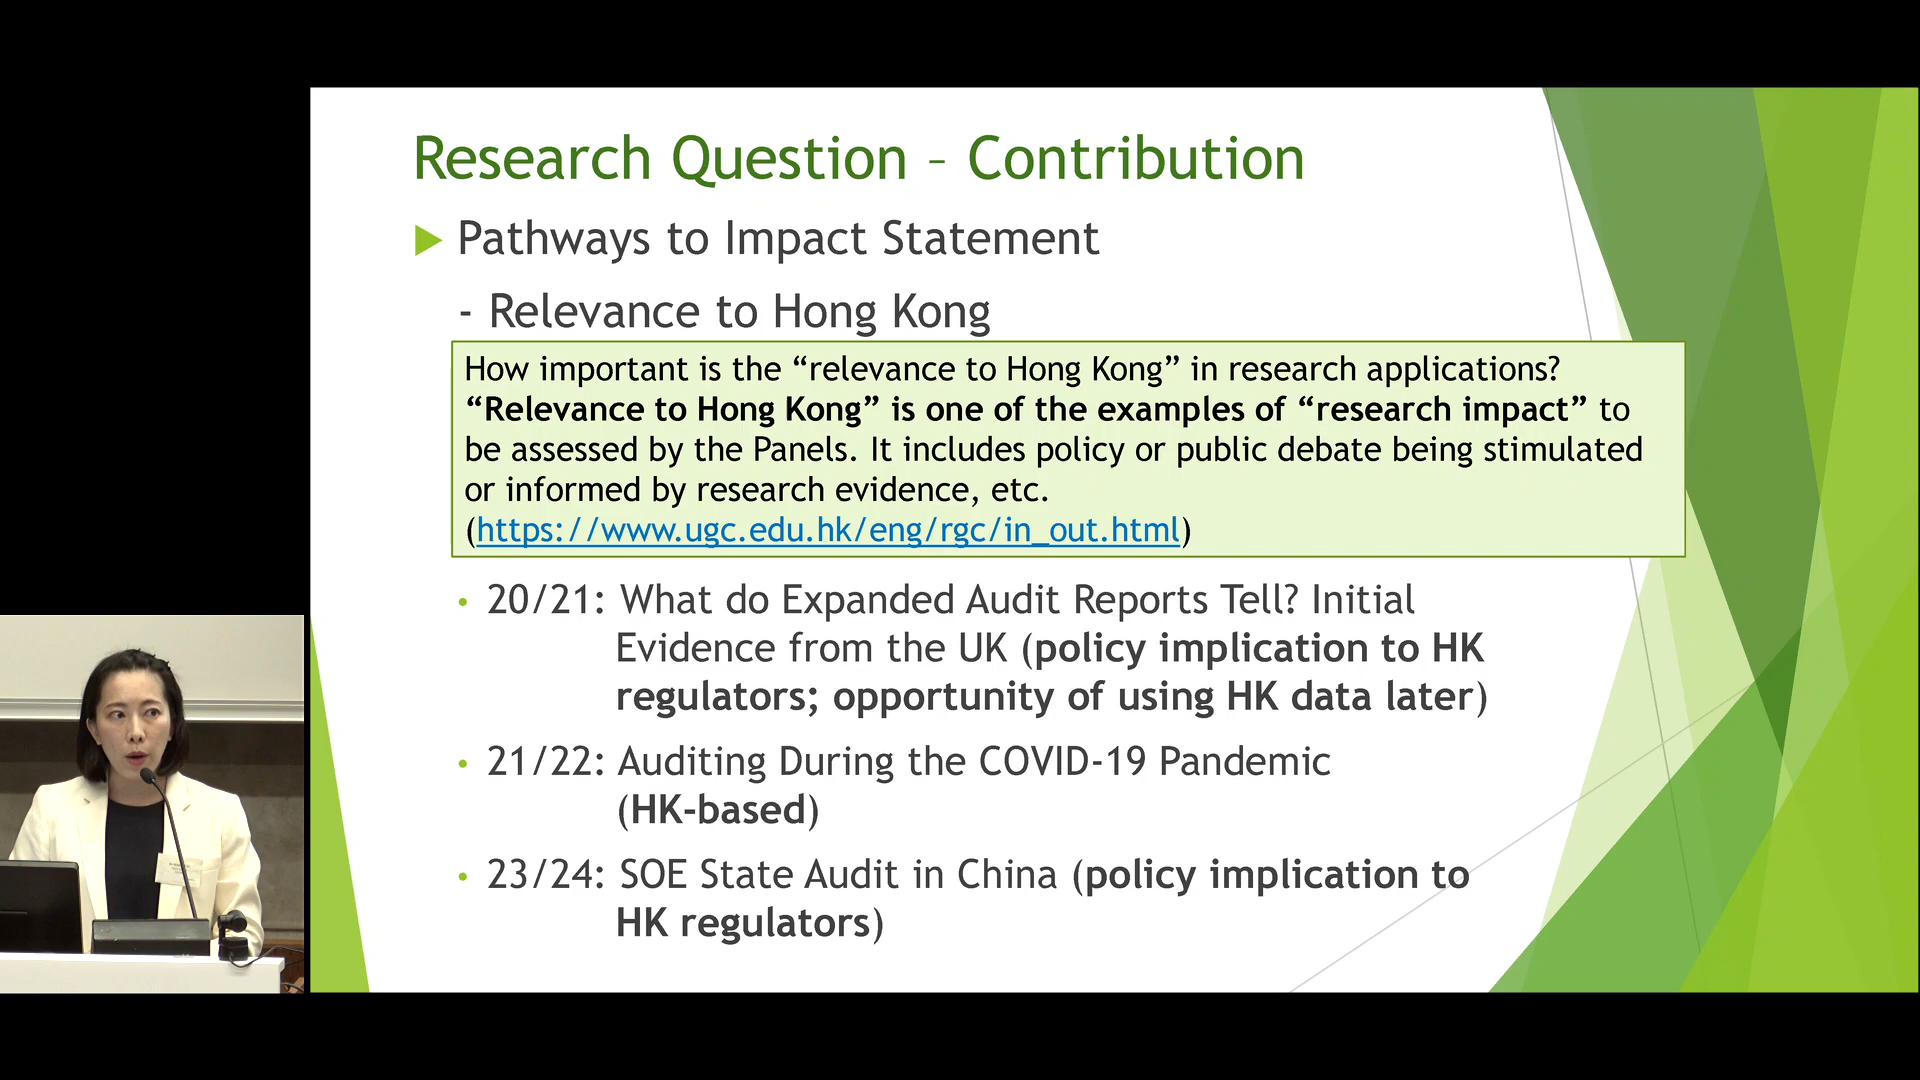 Research Question – Contribution
Pathways to Impact Statement
- Relevance to Hong Kong
How important is the “relevance to Hong Kong” in research applications?
“Relevance to Hong Kong” is one of the examples of “research impact” to
be assessed by the Panels. It includes policy or public debate being stimulated
or informed by research evidence, etc.
(https://www.ugc.edu.hk/eng/rgc/in_out.html)
• 20/21: What do Expanded Audit Reports Tell? Initial
Evidence from the UK (policy implication to HK
regulators; opportunity of using HK data later)
• 21/22: Auditing During the COVID-19 Pandemic
(HK-based)
• 23/24: SOE State Audit in China (policy implication to
HK regulators)